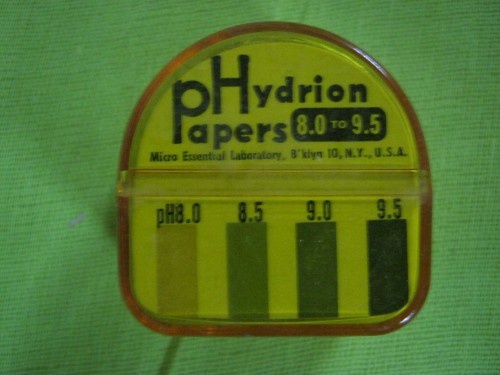 pHydrion
Papers 8.0 TO 9.5
Micro Essential Laboratory, B'klyn 10, N.Y., U.S.A.
pH8.0 8.5 9.0 9.5